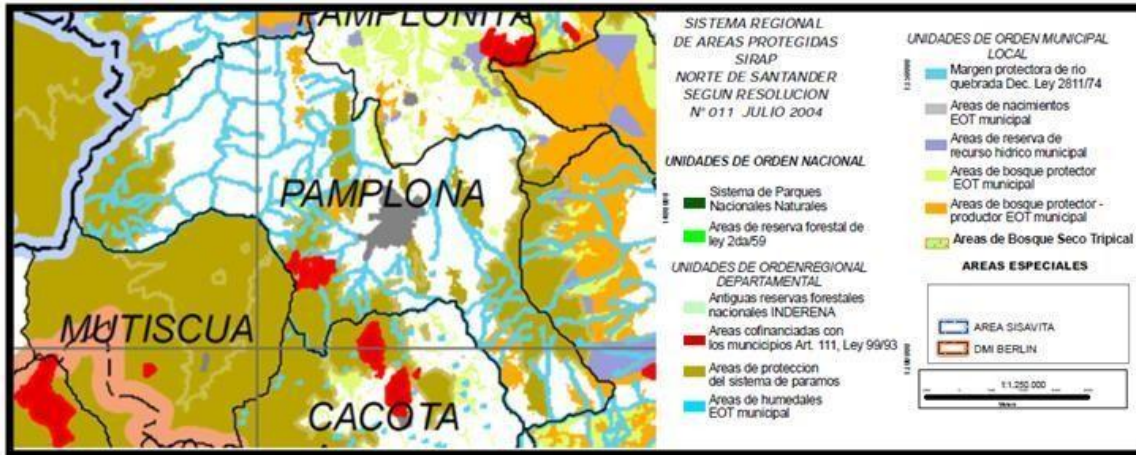 PAMPLONITA
PAMPLONA
MUTISCUA
CACOTA
SISTEMA REGIONAL
DE AREAS PROTEGIDAS
SIRAP
NORTE DE SANTANDER
SEGUN RESOLUCION
N° 011 JULIO 2004
UNIDADES DE ORDEN NACIONAL
Sistema de Parques
Nacionales Naturales
Areas de reserva forestal de
ley 2da/59
UNIDADES DE ORDENREGIONAL
DEPARTAMENTAL
Antiguas reservas forestales
nacionales INDERENA
Areas cofinanciadas con
los muncicipios Art. 111, Ley 99/93
Areas de proteccion
del sistema de paramos
Areas de humedales
EOT municipal
UNIDADES DE ORDEN MUNICIPAL
LOCAL
Margen protectora de rio
quebrada Dec. Ley 2811/74
Areas de nacimientos
EOT municipal
Areas de reserva de
recurso hidrico municipal
Areas de bosque protector
EOT municipal
Areas de bosque protector -
productor EOT municipal
Areas de Bosque Seco Tripical
AREAS ESPECIALES
AREA SISAVITA
DMI BERLIN
1:1.250.000